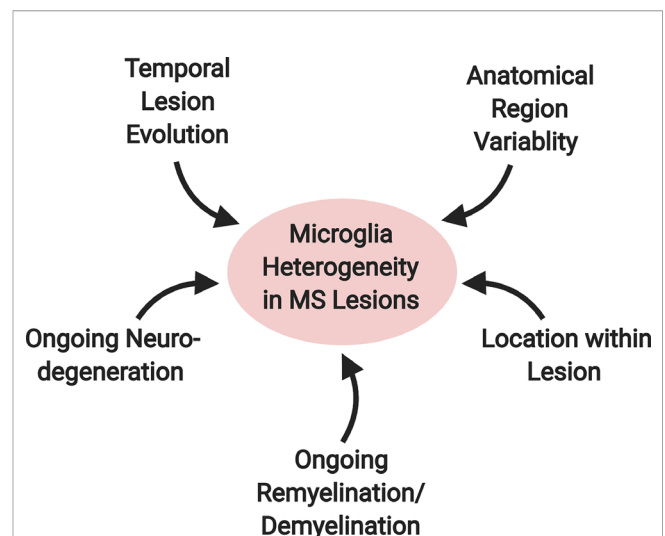 Temporal
Lesion
Evolution
Anatomical
Region
Variablity
Microglia
Heterogeneity
in MS Lesions
Ongoing Neuro-
degeneration
Location within
Lesion
Ongoing
Remyelination/
Demyelination